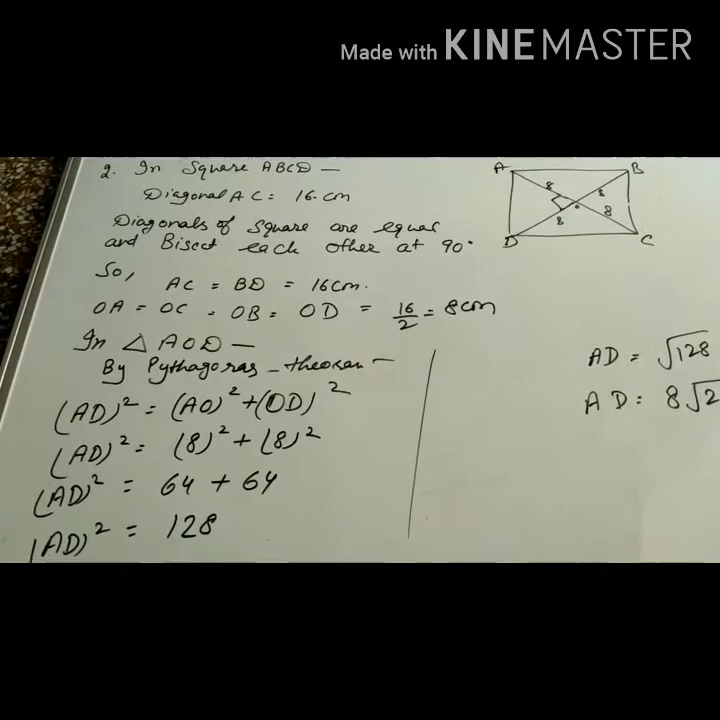 Made with KINEMASTER
2. In Square ABCD —
Diagonal AC = 16.cm
Diagonals of Square are equal
and Bisect each other at 90°
So,
AC = BD = 16cm.
OA = OC = OB = OD = 16/2 = 8cm
In △ AOD —
By Pythagoras - theorem —
(AD)² = (AO)² + (OD)²
(AD)² = (8)² + (8)²
(AD)² = 64 + 64
(AD)² = 128
A B
8 8
8 8
D C
AD = √128
AD = 8√2